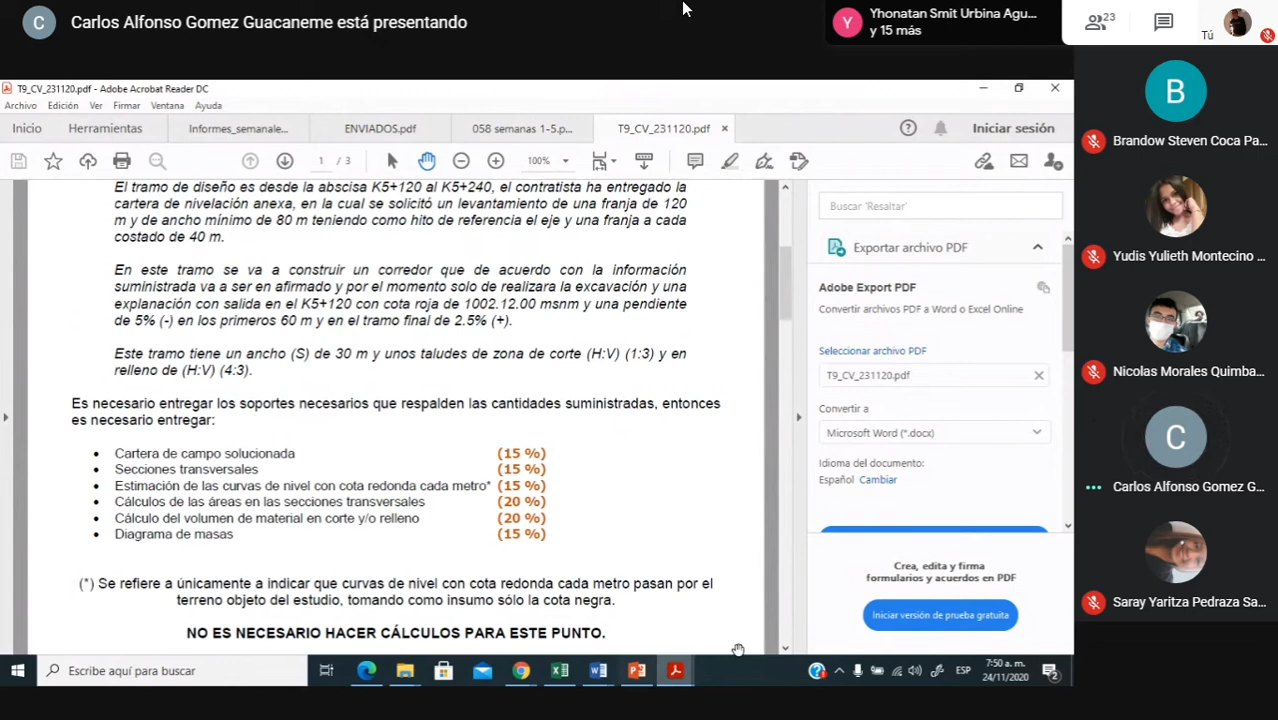 C
Carlos Alfonso Gomez Guacaneme está presentando
Y
Yhonatan Smit Urbina Agu...
y 15 más
23
Tú
T9_CV_231120.pdf - Adobe Acrobat Reader DC
Archivo Edición Ver Firmar Ventana Ayuda
Inicio Herramientas Informes_semanale... ENVIADOS.pdf 058 semanas 1-5.p... T9_CV_231120.pdf × Iniciar sesión
1 / 3 100%
El tramo de diseño es desde la abscisa K5+120 al K5+240, el contratista ha entregado la
cartera de nivelación anexa, en la cual se solicitó un levantamiento de una franja de 120
m y de ancho mínimo de 80 m teniendo como hito de referencia el eje y una franja a cada
costado de 40 m.
En este tramo se va a construir un corredor que de acuerdo con la información
suministrada va a ser en afirmado y por el momento solo de realizara la excavación y una
explanación con salida en el K5+120 con cota roja de 1002.12.00 msnm y una pendiente
de 5% (-) en los primeros 60 m y en el tramo final de 2.5% (+).
Este tramo tiene un ancho (S) de 30 m y unos taludes de zona de corte (H:V) (1:3) y en
relleno de (H:V) (4:3).
Es necesario entregar los soportes necesarios que respalden las cantidades suministradas, entonces
es necesario entregar:
• Cartera de campo solucionada (15 %)
• Secciones transversales (15 %)
• Estimación de las curvas de nivel con cota redonda cada metro* (15 %)
• Cálculos de las áreas en las secciones transversales (20 %)
• Cálculo del volumen de material en corte y/o relleno (20 %)
• Diagrama de masas (15 %)
(*) Se refiere a únicamente a indicar que curvas de nivel con cota redonda cada metro pasan por el
terreno objeto del estudio, tomando como insumo sólo la cota negra.
NO ES NECESARIO HACER CÁLCULOS PARA ESTE PUNTO.
Buscar 'Resaltar'
Exportar archivo PDF
Adobe Export PDF
Convertir archivos PDF a Word o Excel Online
Seleccionar archivo PDF
T9_CV_231120.pdf
Convertir a
Microsoft Word (*.docx)
Idioma del documento:
Español Cambiar
Crea, edita y firma
formularios y acuerdos en PDF
Iniciar versión de prueba gratuita
B
Brandow Steven Coca Pa...
Yudis Yulieth Montecino ...
Nicolas Morales Quimba...
C
Carlos Alfonso Gomez G...
Saray Yaritza Pedraza Sa...
Escribe aquí para buscar
ESP
7:50 a. m.
24/11/2020
2